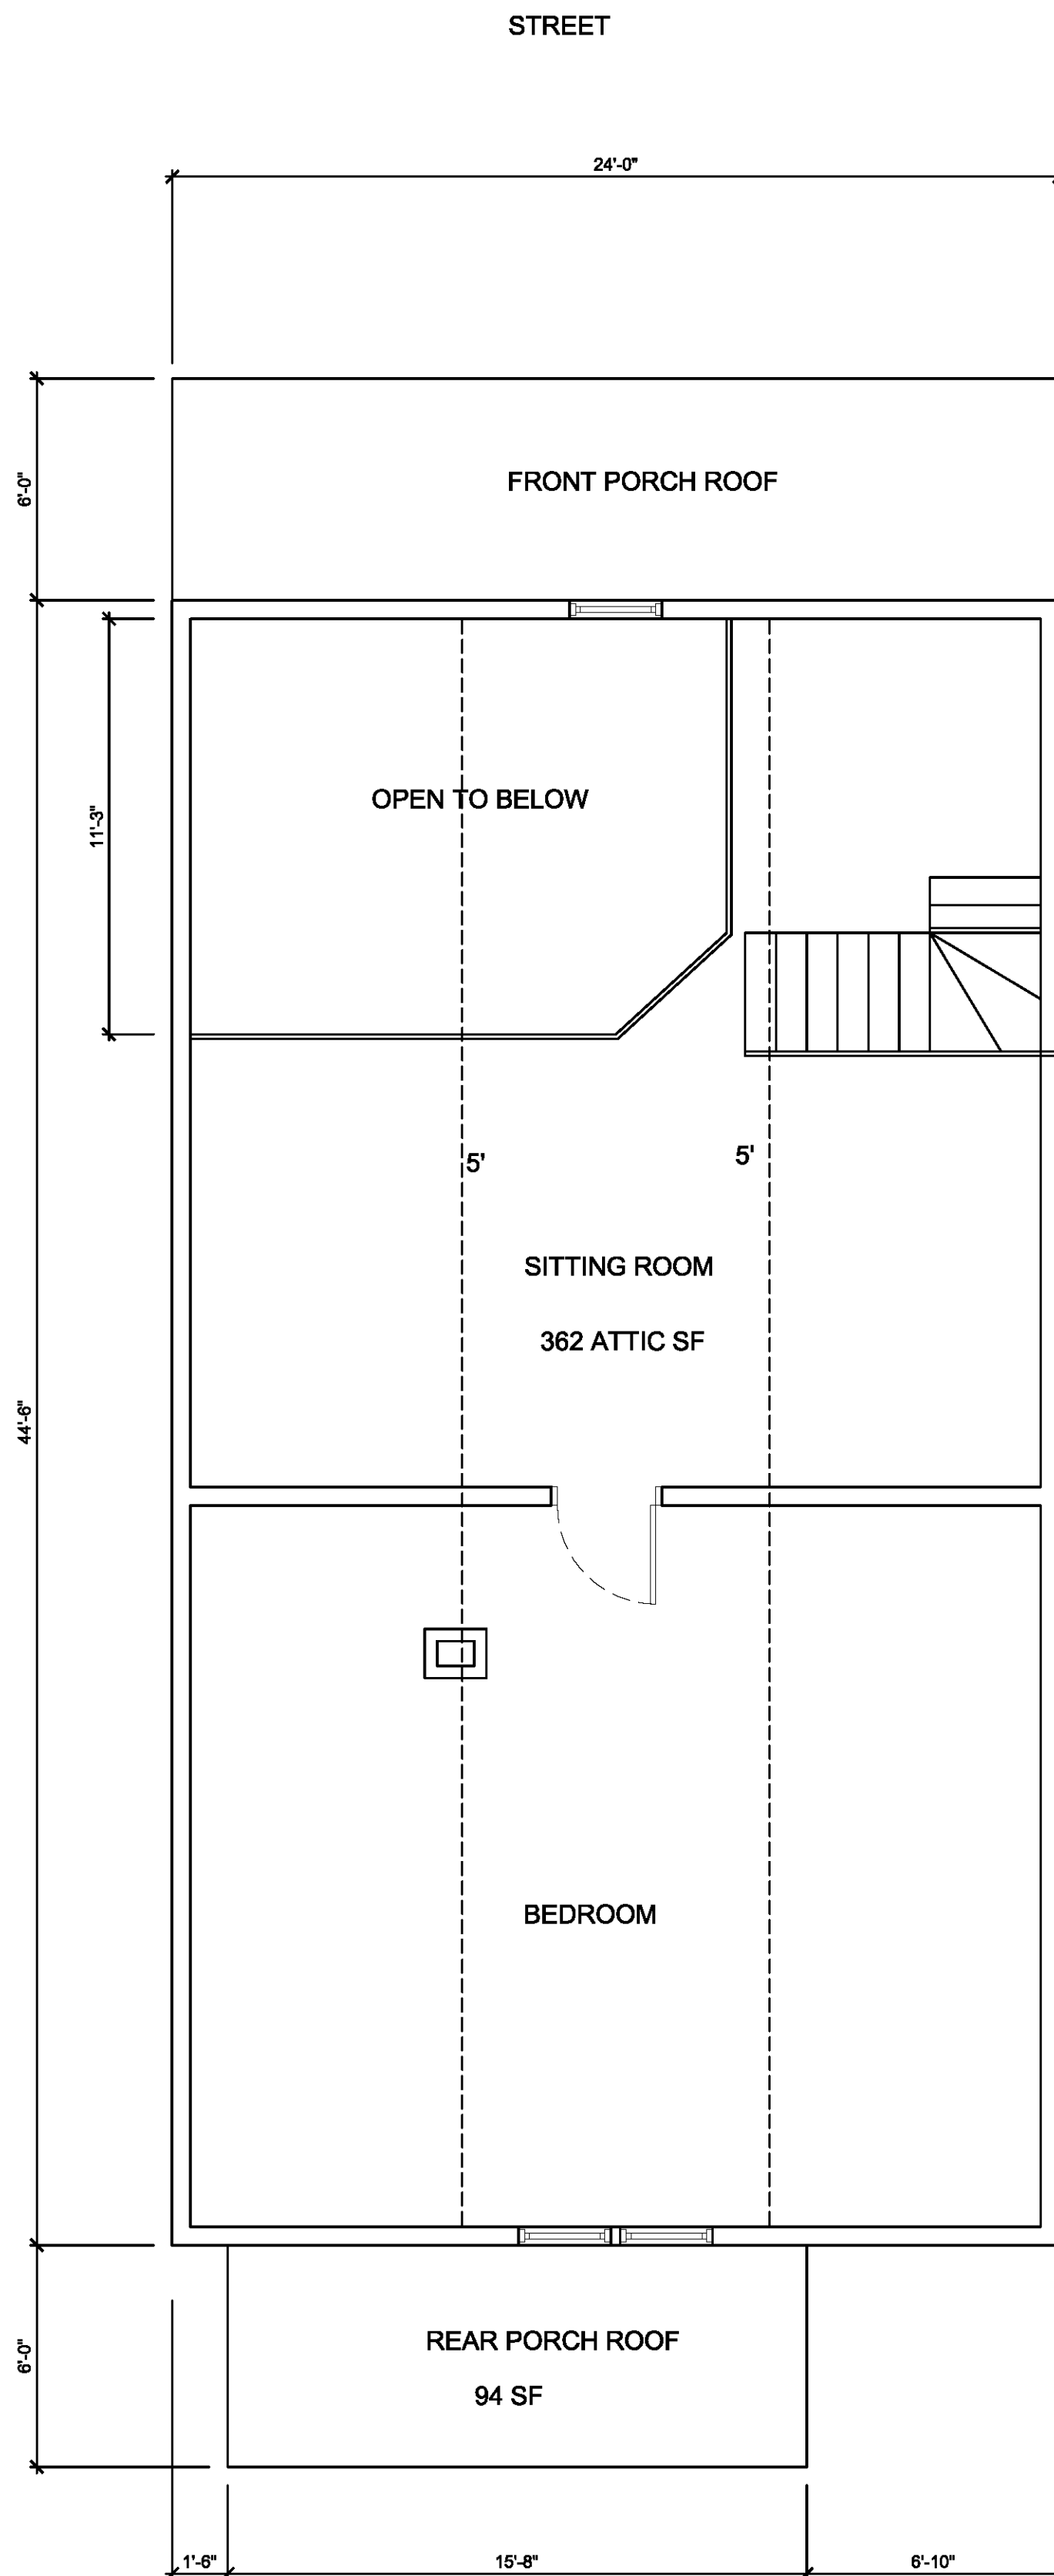 STREET
24'-0"
6'-0"
FRONT PORCH ROOF
11'-3"
OPEN TO BELOW
5'
5'
SITTING ROOM
362 ATTIC SF
44'-6"
BEDROOM
6'-0"
REAR PORCH ROOF
94 SF
1'-6"
15'-8"
6'-10"